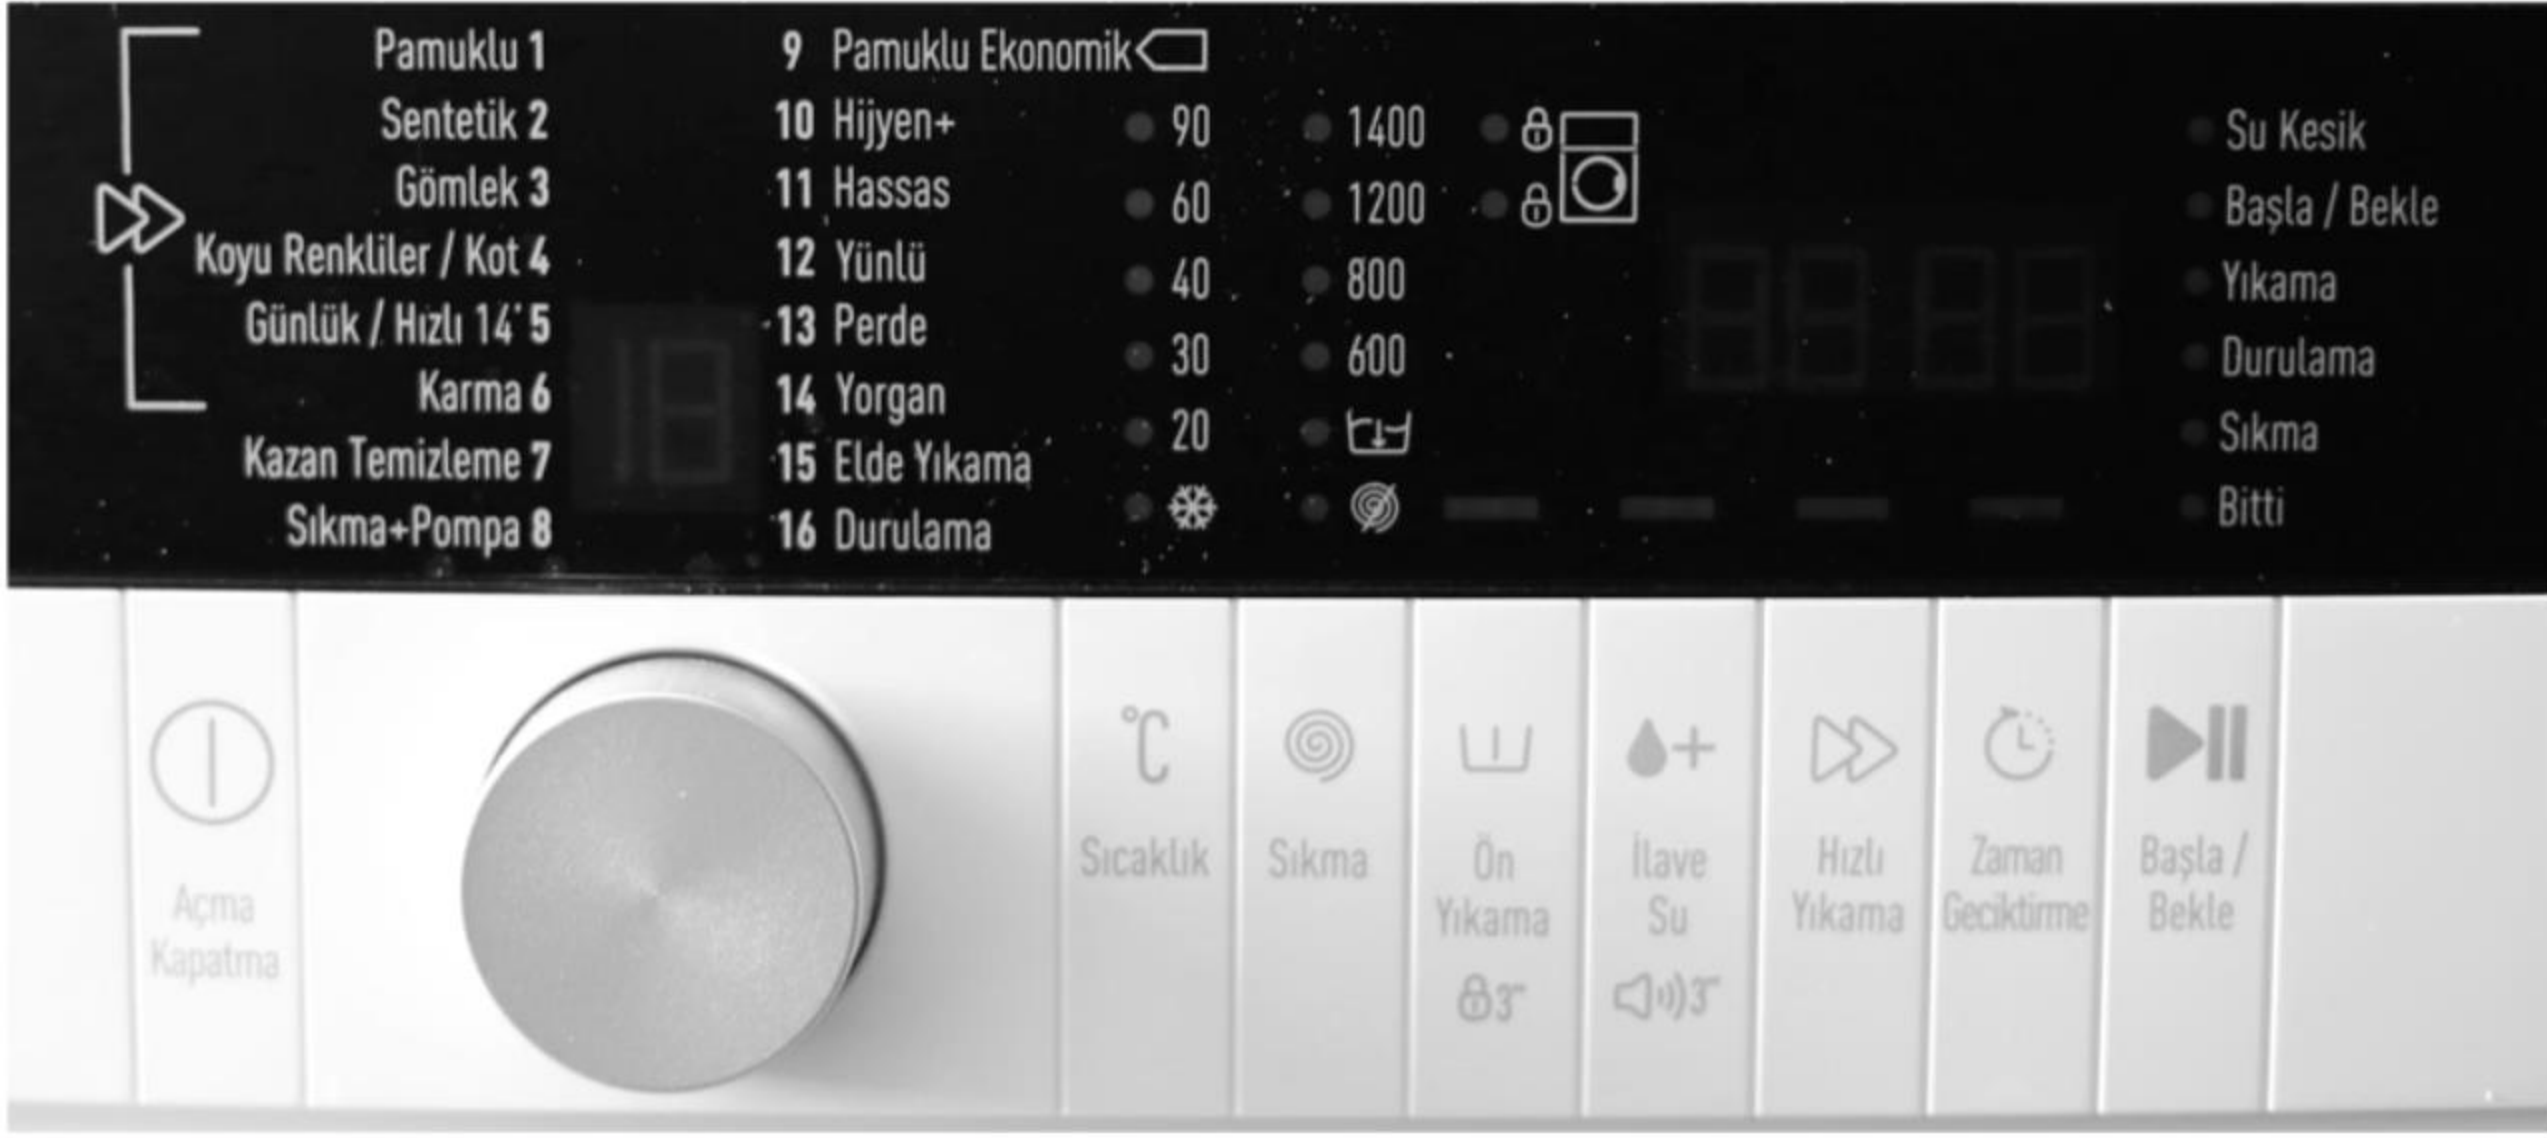 Pamuklu 1
Sentetik 2
Gömlek 3
Koyu Renkliler / Kot 4
Günlük / Hızlı 14' 5
Karma 6
Kazan Temizleme 7
Sıkma+Pompa 8
9 Pamuklu Ekonomik
10 Hijyen+
11 Hassas
12 Yünlü
13 Perde
14 Yorgan
15 Elde Yıkama
16 Durulama
90
60
40
30
20
1400
1200
800
600
Su Kesik
Başla / Bekle
Yıkama
Durulama
Sıkma
Bitti
Açma
Kapatma
°C
Sıcaklık
Sıkma
Ön
Yıkama
3"
+
İlave
Su
3"
Hızlı
Yıkama
Zaman
Geciktirme
Başla /
Bekle